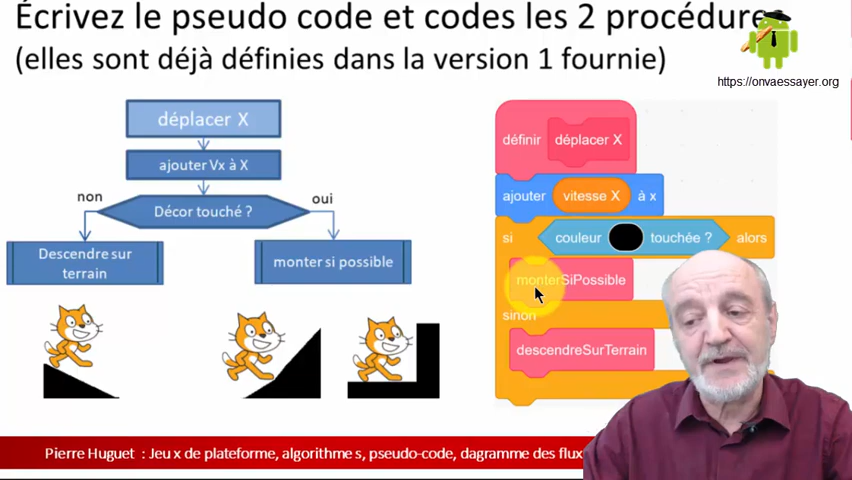 Écrivez le pseudo code et codes les 2 procédure
(elles sont déjà définies dans la version 1 fournie)
https://onvaessayer.org
déplacer X
ajouter Vx à X
non
oui
Décor touché ?
Descendre sur
terrain
monter si possible
définir déplacer X
ajouter vitesse X à x
si couleur touchée ? alors
monterSiPossible
sinon
descendreSurTerrain
Pierre Huguet : Jeu x de plateforme, algorithme s, pseudo-code, dagramme des flux